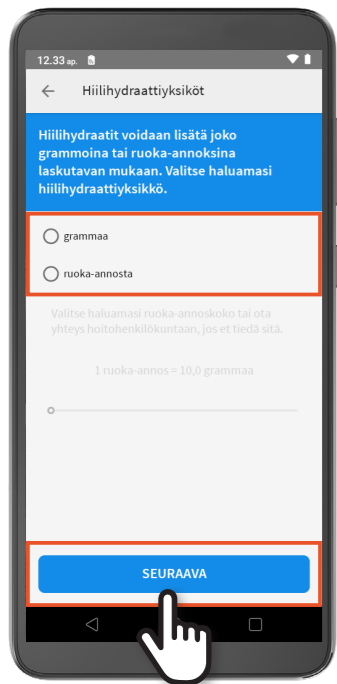 12.33 ap.
Hiilihydraattiyksiköt
Hiilihydraatit voidaan lisätä joko
grammoina tai ruoka-annoksina
laskutavan mukaan. Valitse haluamasi
hiilihydraattiyksikkö.
grammaa
ruoka-annosta
Valitse haluamasi ruoka-annoskoko tai ota
yhteys hoitohenkilökuntaan, jos et tiedä sitä.
1 ruoka-annos = 10,0 grammaa
SEURAAVA